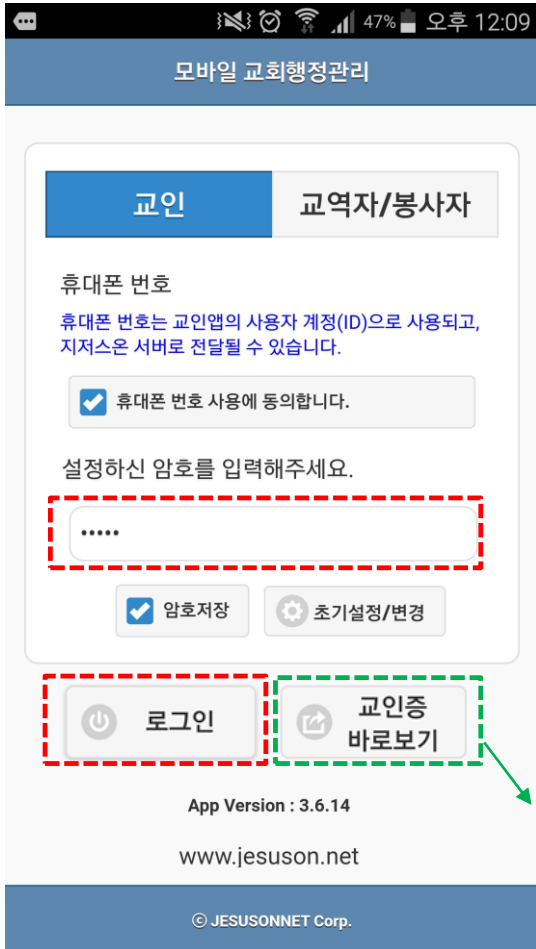 47% 오후 12:09
모바일 교회행정관리
교인 교역자/봉사자
휴대폰 번호
휴대폰 번호는 교인앱의 사용자 계정(ID)으로 사용되고,
지저스온 서버로 전달될 수 있습니다.
휴대폰 번호 사용에 동의합니다.
설정하신 암호를 입력해주세요.
•••••
암호저장 초기설정/변경
로그인 교인증
바로보기
App Version : 3.6.14
www.jesuson.net
ⓒ JESUSONNET Corp.